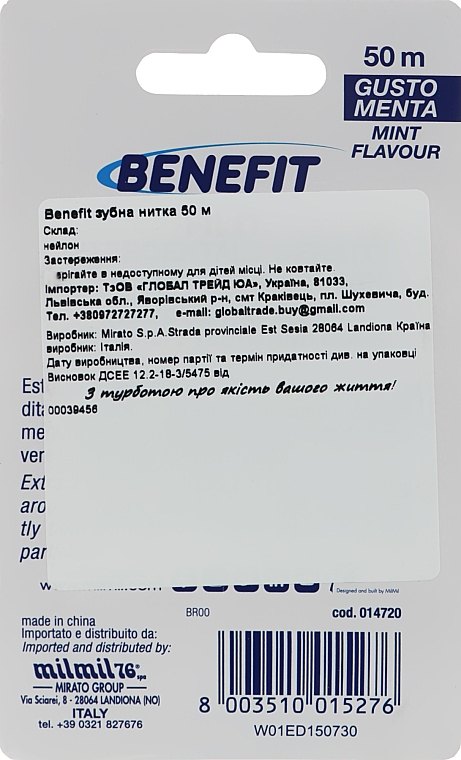 50 m
GUSTO
MENTA
MINT
FLAVOUR
BENEFIT
Benefit зубна нитка 50 м
Склад:
нейлон
Застереження:
зрігайте в недоступному для дітей місці. Не ковтайте.
Імпортер: ТзОВ «ГЛОБАЛ ТРЕЙД ЮА», Україна, 81033,
Львівська обл., Яворівський р-н, смт Краківець, пл. Шухевича, буд.
Тел. +380972727277, e-mail: globaltrade.buy@gmail.com
Виробник: Mirato S.p.A.Strada provinciale Est Sesia 28064 Landiona Країна
виробник: Італія.
Дату виробництва, номер партії та термін придатності див. на упаковці
Висновок ДСЕЕ 12.2-18-3/5475 від
З турботою про якість вашого життя!
00039456
Est
dita
me
ver
Ext
aro
tly
par
Designed and built by MilMil
BR00
cod. 014720
made in china
Importato e distribuito da:
Imported and distributed by:
milmil76 spa
MIRATO GROUP
Via Sciarei, 8 - 28064 LANDIONA (NO)
ITALY
tel. +39 0321 827676
8 003510 015276
W01ED150730